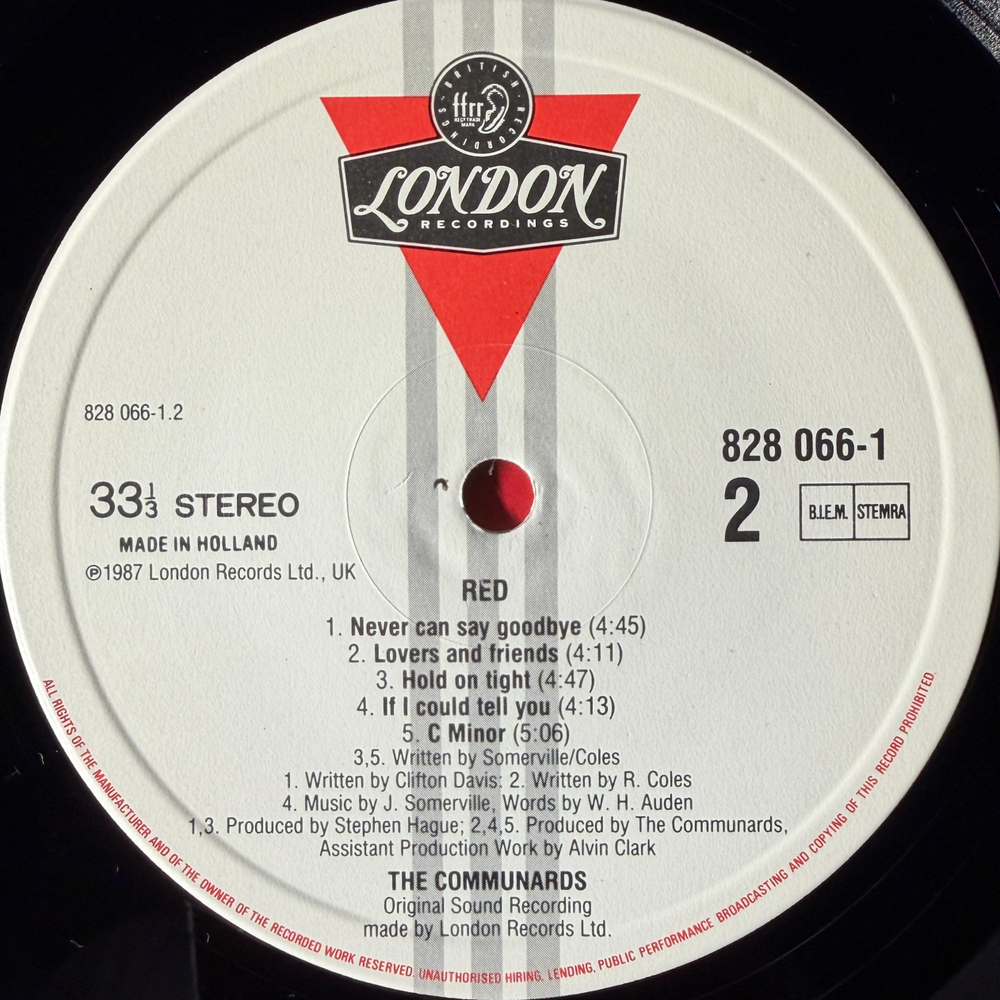 BRITISH RECORDINGS
ffrr
REGD TRADE
MARK
LONDON
RECORDINGS
828 066-1.2
828 066-1
33⅓ STEREO
2
B.I.E.M. STEMRA
MADE IN HOLLAND
℗1987 London Records Ltd., UK
RED
1. Never can say goodbye (4:45)
2. Lovers and friends (4:11)
3. Hold on tight (4:47)
4. If I could tell you (4:13)
5. C Minor (5:06)
3,5. Written by Somerville/Coles
1. Written by Clifton Davis: 2. Written by R. Coles
4. Music by J. Somerville, Words by W. H. Auden
1,3. Produced by Stephen Hague; 2,4,5. Produced by The Communards,
Assistant Production Work by Alvin Clark
THE COMMUNARDS
Original Sound Recording
made by London Records Ltd.
ALL RIGHTS OF THE MANUFACTURER AND OF THE OWNER OF THE RECORDED WORK RESERVED. UNAUTHORISED HIRING, LENDING, PUBLIC PERFORMANCE BROADCASTING AND COPYING OF THIS RECORD PROHIBITED